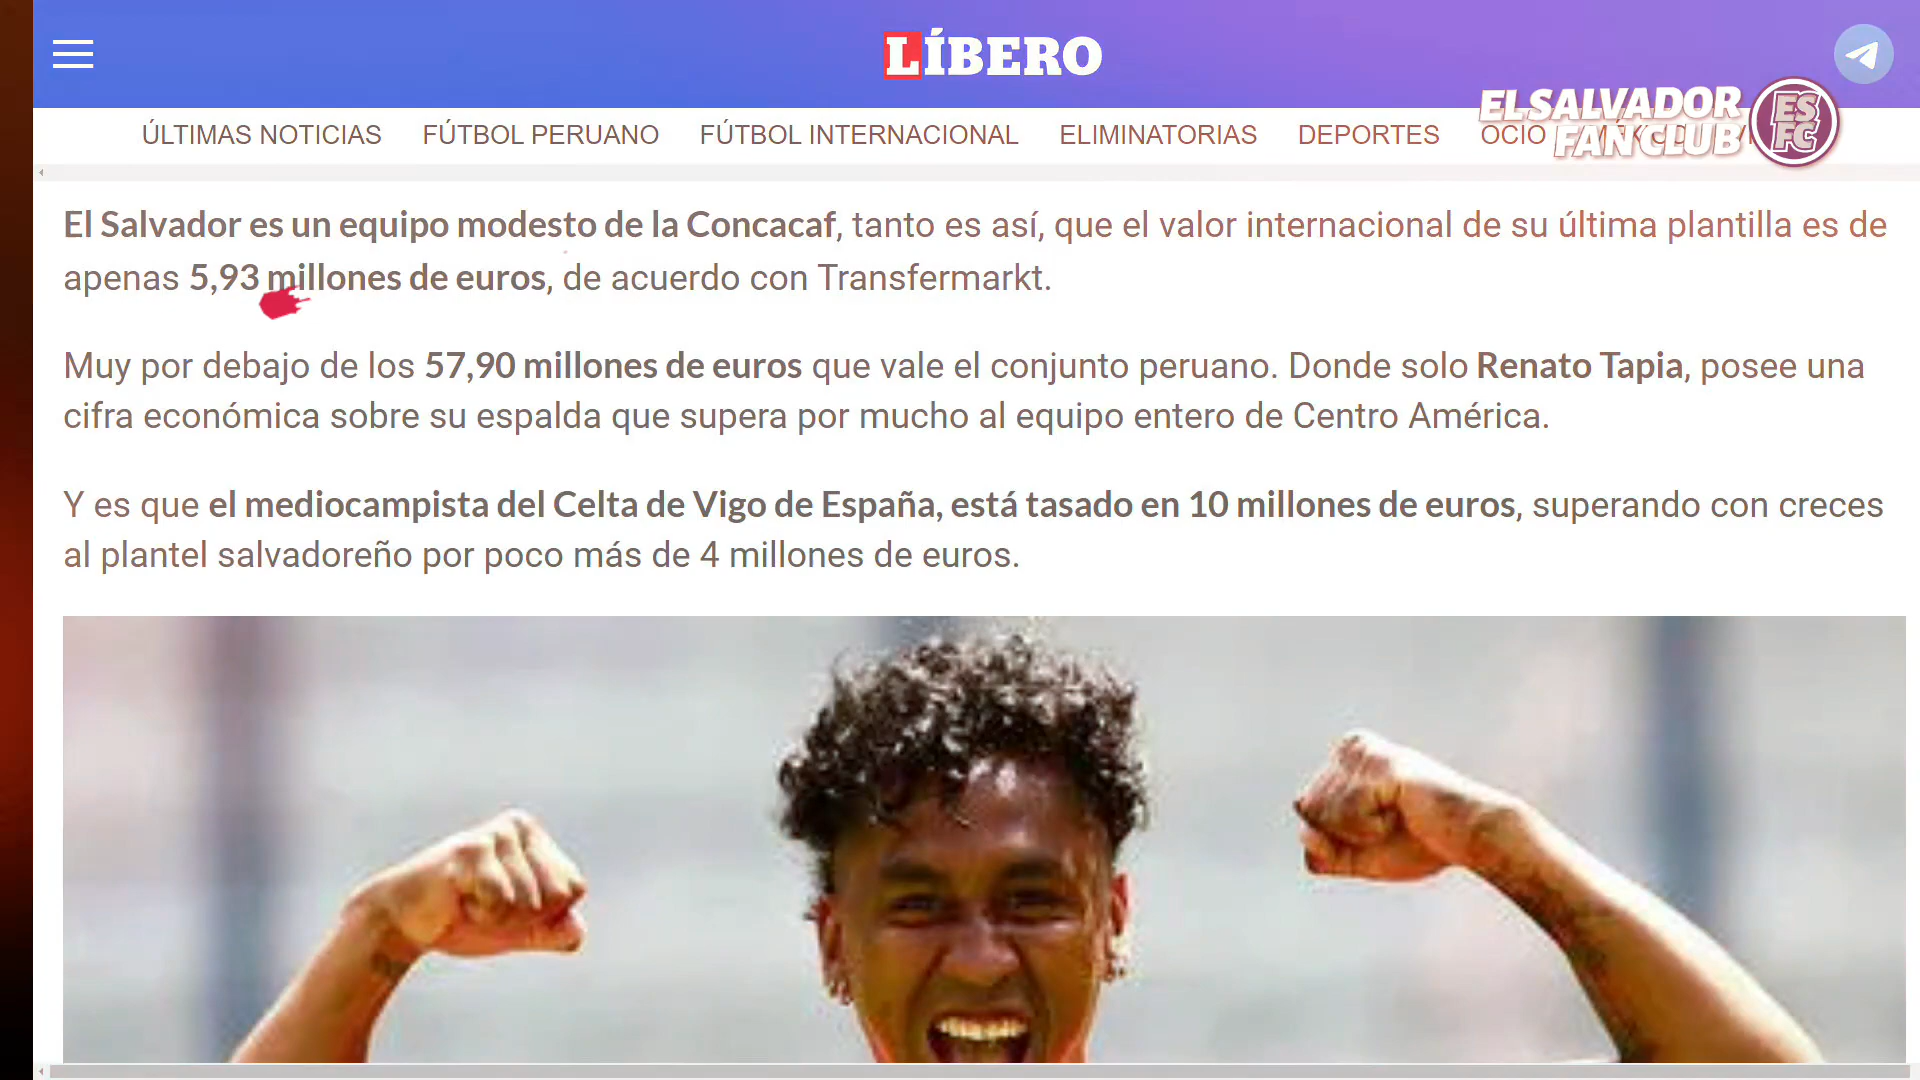 LÍBERO
ELSALVADOR
FAN CLUB
ES
FC
ÚLTIMAS NOTICIAS FÚTBOL PERUANO FÚTBOL INTERNACIONAL ELIMINATORIAS DEPORTES OCIO
El Salvador es un equipo modesto de la Concacaf, tanto es así, que el valor internacional de su última plantilla es de
apenas 5,93 millones de euros, de acuerdo con Transfermarkt.
Muy por debajo de los 57,90 millones de euros que vale el conjunto peruano. Donde solo Renato Tapia, posee una
cifra económica sobre su espalda que supera por mucho al equipo entero de Centro América.
Y es que el mediocampista del Celta de Vigo de España, está tasado en 10 millones de euros, superando con creces
al plantel salvadoreño por poco más de 4 millones de euros.